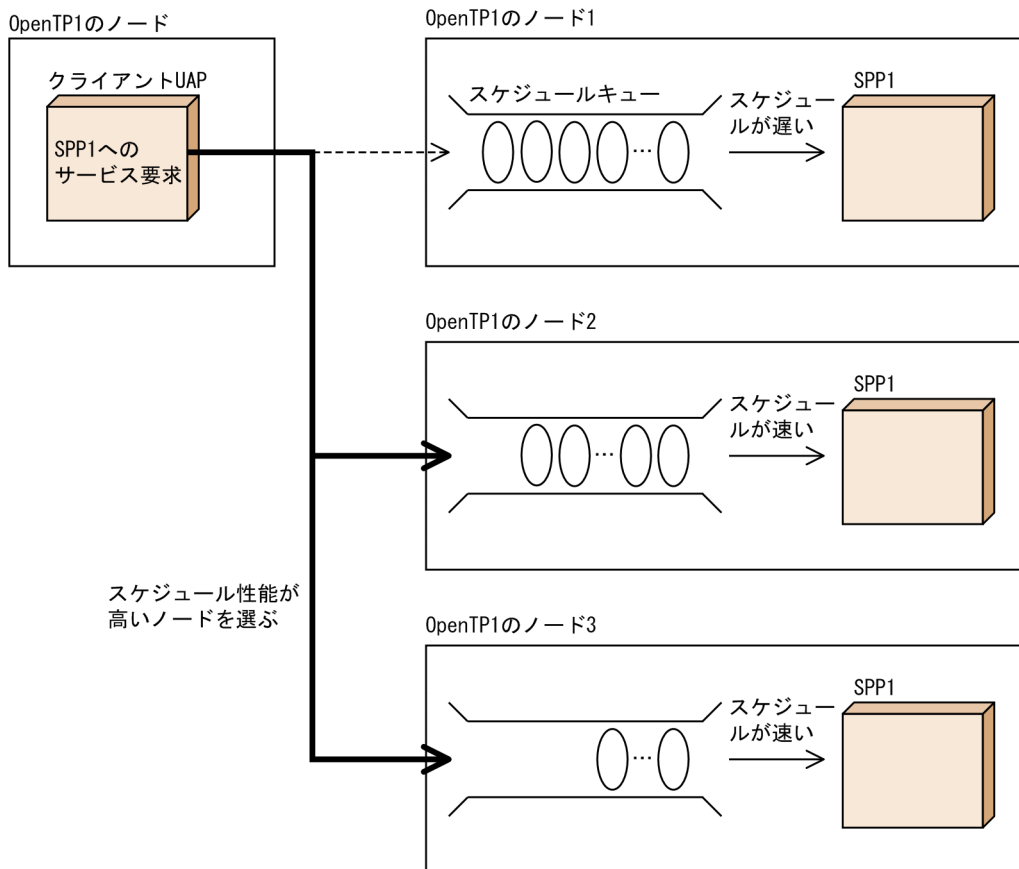 OpenTP1のノード
クライアントUAP
SPP1への
サービス要求
スケジュール性能が
高いノードを選ぶ
OpenTP1のノード1
スケジュールキュー
…
スケジュー
ルが遅い
SPP1
OpenTP1のノード2
…
スケジュー
ルが速い
SPP1
OpenTP1のノード3
…
スケジュー
ルが速い
SPP1